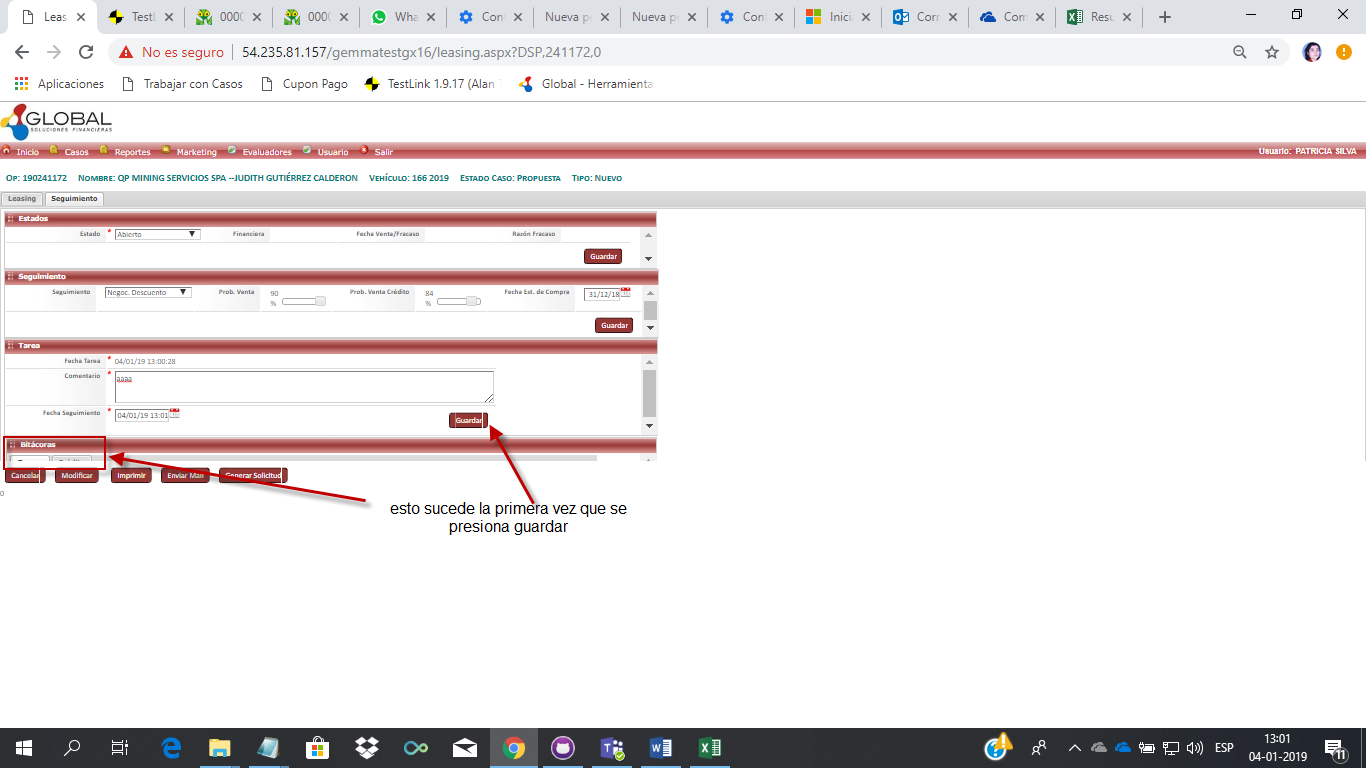 Leas
TestL
0000
0000
Wha
Cont
Nueva pe
Nueva pe
Cont
Inicia
Corr
Com
Resu
No es seguro
54.235.81.157/gemmatestgx16/leasing.aspx?DSP,241172,0
Aplicaciones
Trabajar con Casos
Cupon Pago
TestLink 1.9.17 (Alan
Global - Herramienta
GLOBAL
SOLUCIONES FINANCIERAS
Inicio Casos Reportes Marketing Evaluadores Usuario Salir
Usuario: PATRICIA SILVA
Op: 190241172 Nombre: QP MINING SERVICIOS SPA --JUDITH GUTIÉRREZ CALDERON Vehículo: 166 2019 Estado Caso: Propuesta Tipo: Nuevo
Leasing Seguimiento
Estados
Estado * Abierto Financiera Fecha Venta/Fracaso Razón Fracaso
Guardar
Seguimiento
Seguimiento Negoc. Descuento Prob. Venta 90 % Prob. Venta Crédito 84 % Fecha Est. de Compra 31/12/18
Guardar
Tarea
Fecha Tarea * 04/01/19 13:00:28
Comentario * aaaa
Fecha Seguimiento * 04/01/19 13:01
Guardar
Bitácoras
Cancelar Modificar Imprimir Enviar Mail Generar Solicitud
0
esto sucede la primera vez que se
presiona guardar
ESP
13:01
04-01-2019
11